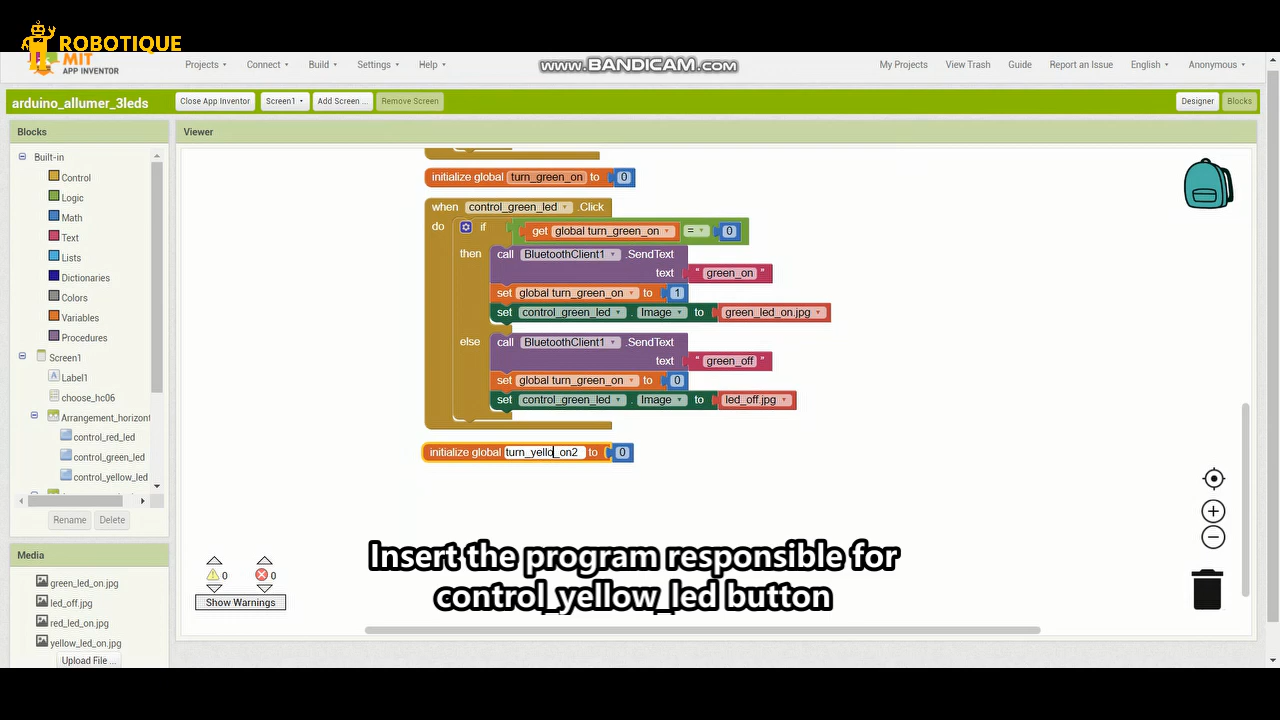 ROBOTIQUE
MIT
APP INVENTOR
Projects
Connect
Build
Settings
Help
www.BANDICAM.com
My Projects
View Trash
Guide
Report an Issue
English
Anonymous
arduino_allumer_3leds
Close App Inventor
Screen1
Add Screen ...
Remove Screen
Designer
Blocks
Blocks
Viewer
Built-in
Control
Logic
Math
Text
Lists
Dictionaries
Colors
Variables
Procedures
Screen1
Label1
choose_hc06
Arrangement_horizont
control_red_led
control_green_led
control_yellow_led
Rename
Delete
Media
green_led_on.jpg
led_off.jpg
red_led_on.jpg
yellow_led_on.jpg
Upload File ...
initialize global turn_green_on to 0
when control_green_led .Click
do if get global turn_green_on = 0
then call BluetoothClient1 .SendText
text " green_on "
set global turn_green_on to 1
set control_green_led . Image to green_led_on.jpg
else call BluetoothClient1 .SendText
text " green_off "
set global turn_green_on to 0
set control_green_led . Image to led_off.jpg
initialize global turn_yello_on2 to 0
0
0
Show Warnings
Insert the program responsible for
control_yellow_led button